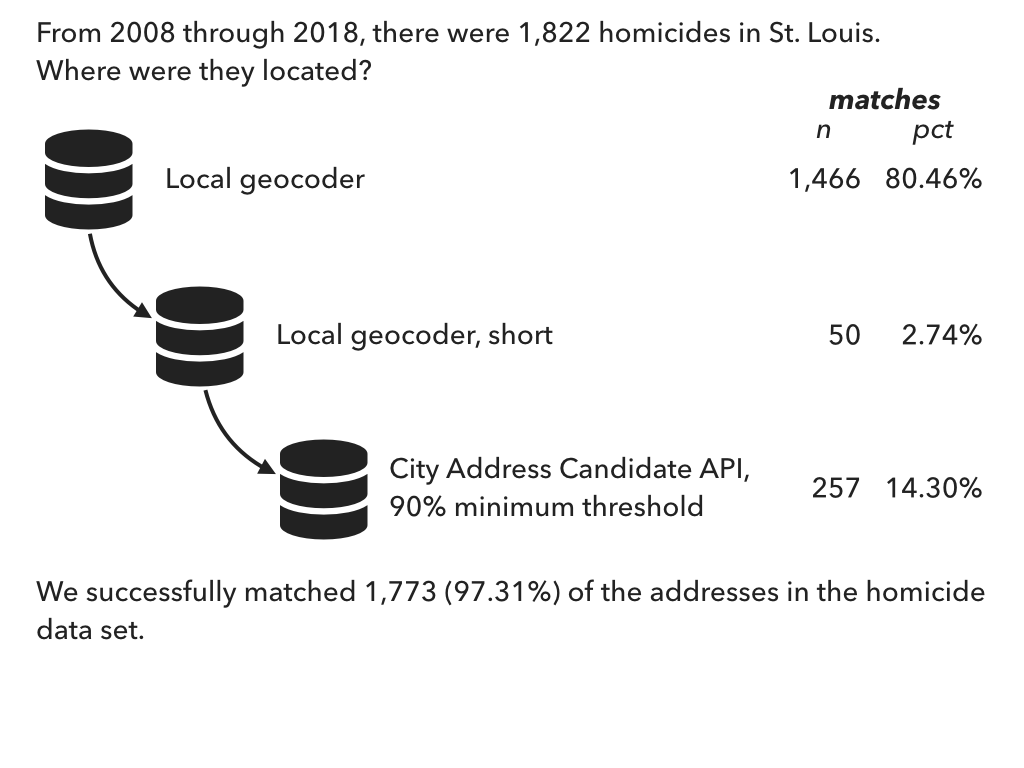 From 2008 through 2018, there were 1,822 homicides in St. Louis.
Where were they located?
matches
n pct
Local geocoder 1,466 80.46%
Local geocoder, short 50 2.74%
City Address Candidate API,
90% minimum threshold 257 14.30%
We successfully matched 1,773 (97.31%) of the addresses in the homicide
data set.